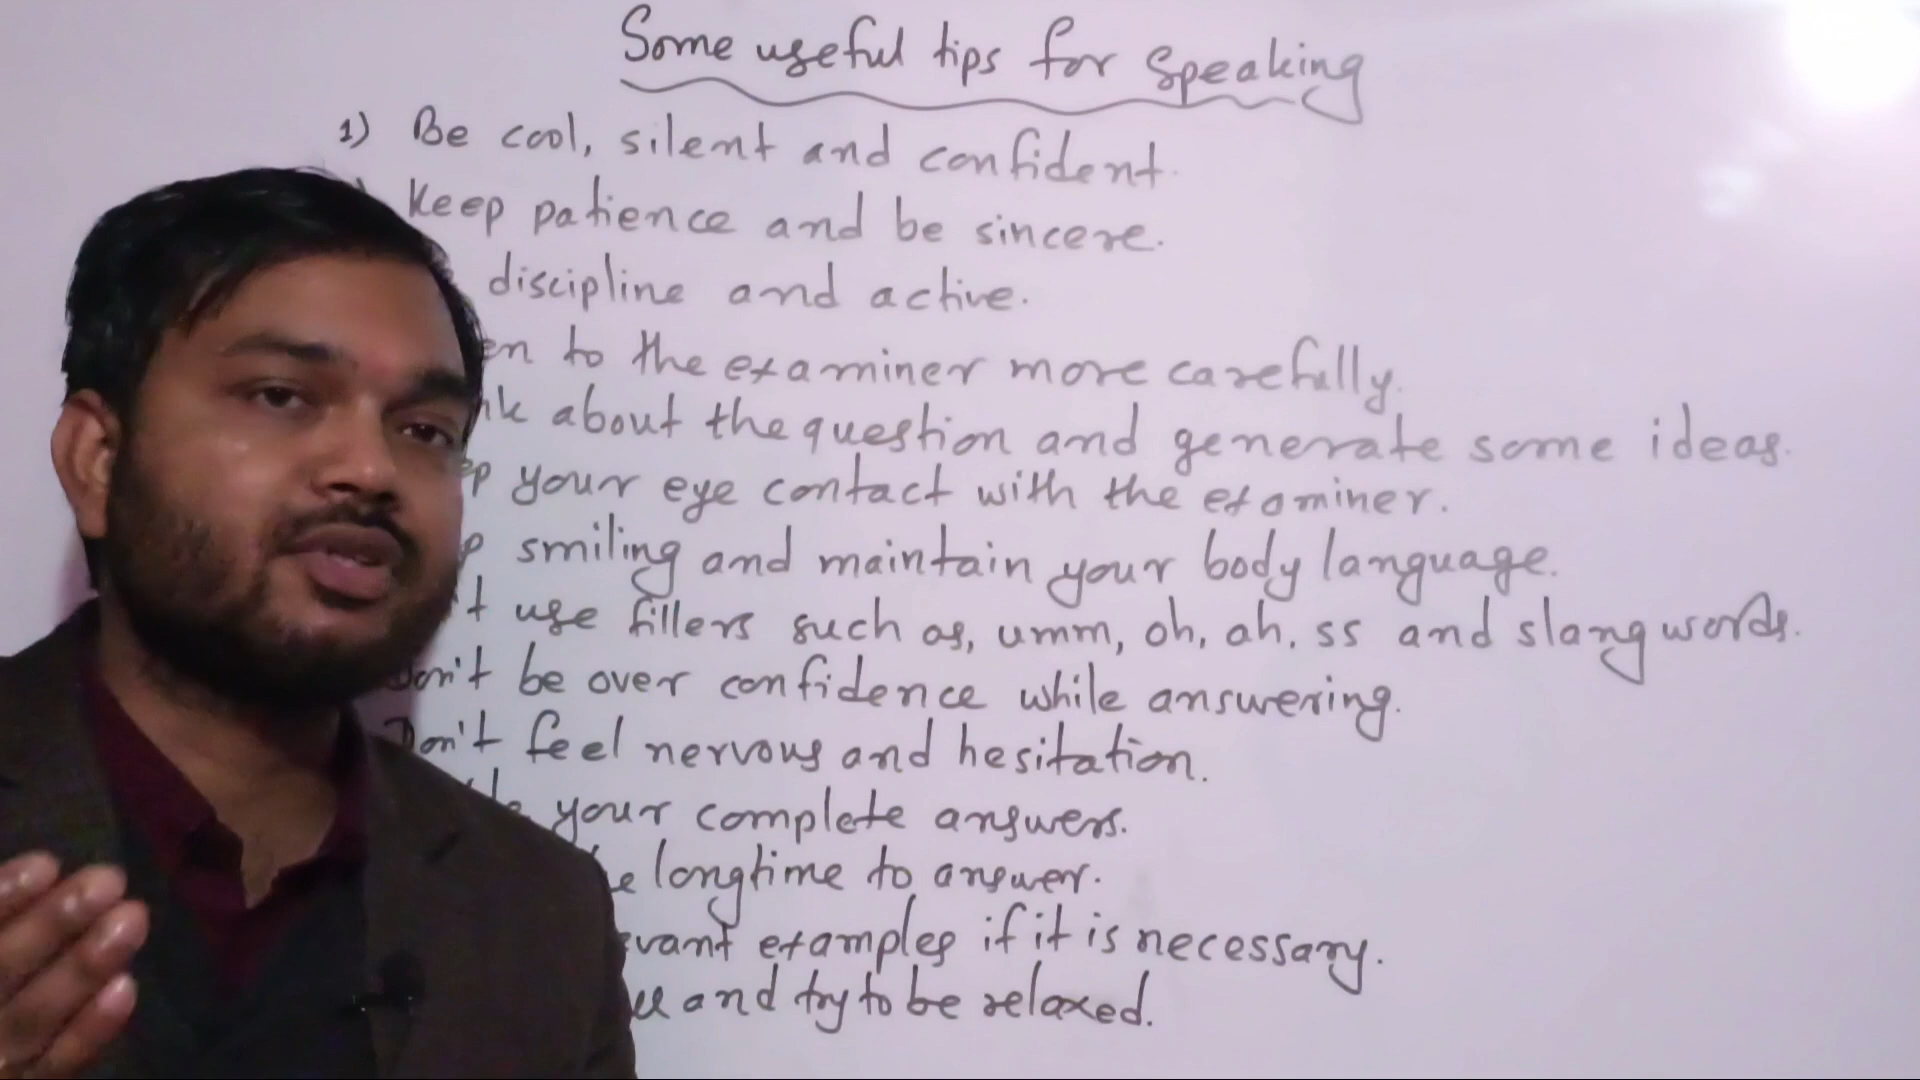 Some useful tips for Speaking
1) Be cool, silent and confident.
Keep patience and be sincere.
discipline and active.
to the examiner more carefully.
about the question and generate some ideas.
your eye contact with the examiner.
smiling and maintain your body language.
use fillers such as, umm, oh, ah, ss and slang words.
Don't be over confidence while answering.
Don't feel nervous and hesitation.
your complete answers.
longtime to answer.
examples if it is necessary.
and try to be relaxed.